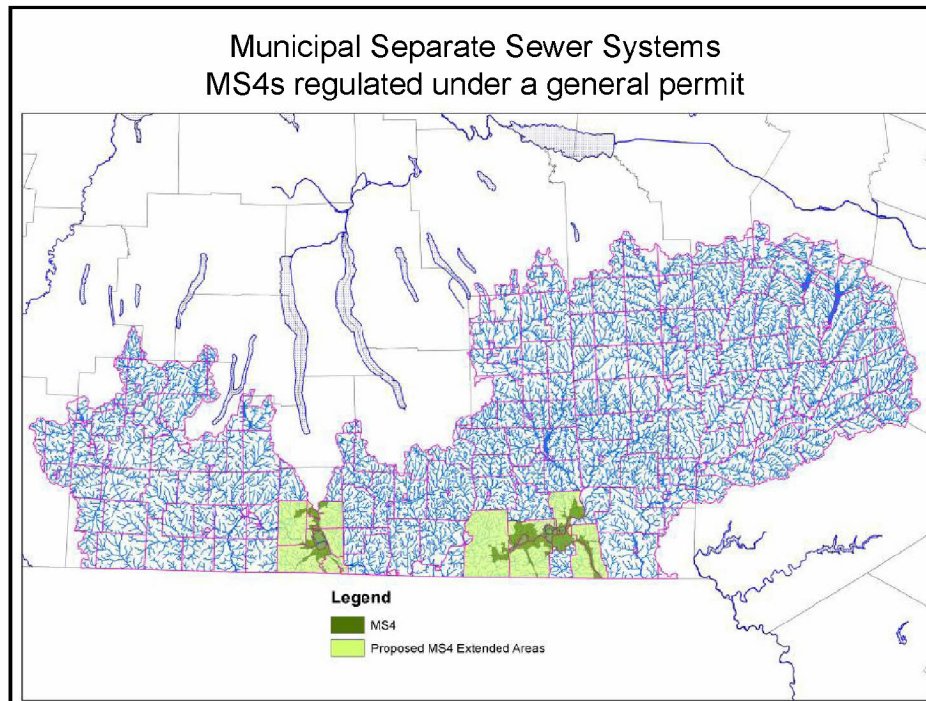 Municipal Separate Sewer Systems
MS4s regulated under a general permit
Legend
MS4
Proposed MS4 Extended Areas